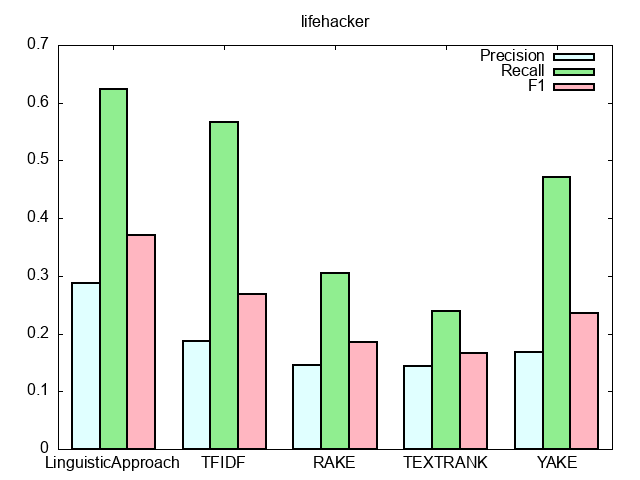 lifehacker
0.7
0.6
0.5
0.4
0.3
0.2
0.1
0
Precision
Recall
F1
LinguisticApproach TFIDF RAKE TEXTRANK YAKE